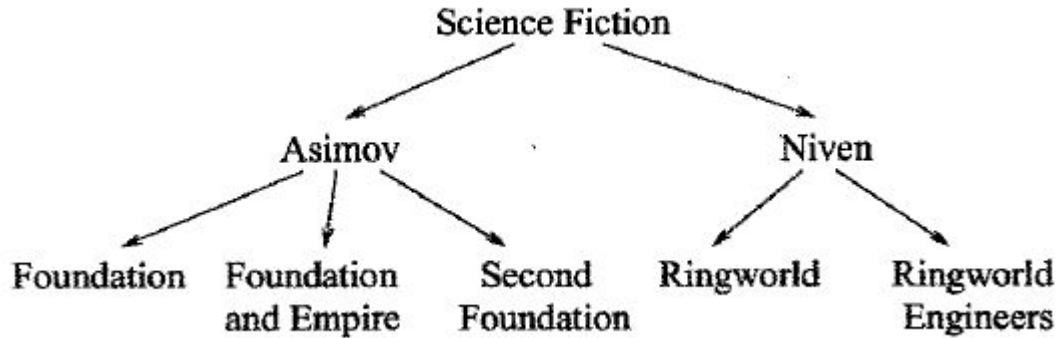 Science Fiction
Asimov
Niven
Foundation
Foundation
and Empire
Second
Foundation
Ringworld
Ringworld
Engineers